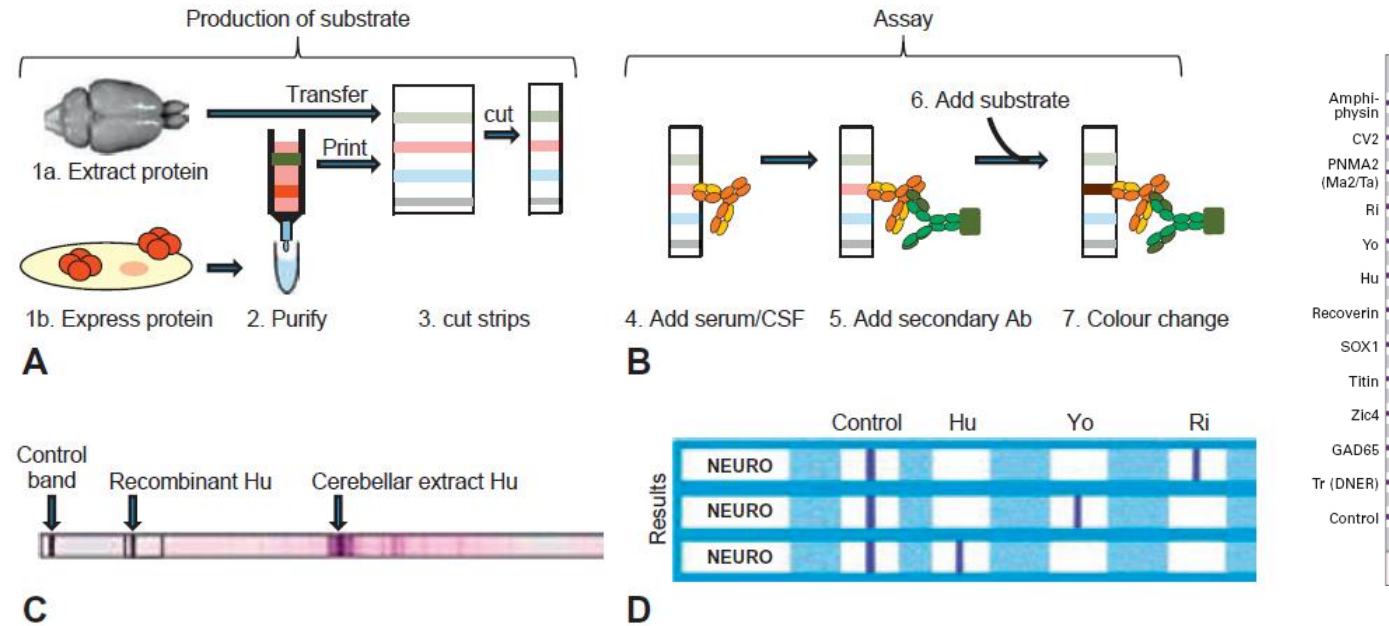 Production of substrate
Transfer
cut
Print
1a. Extract protein
1b. Express protein
2. Purify
3. cut strips
A
Assay
6. Add substrate
4. Add serum/CSF
5. Add secondary Ab
7. Colour change
B
Control
band
Recombinant Hu
Cerebellar extract Hu
C
Control
Hu
Yo
Ri
Results
NEURO
NEURO
NEURO
D
Amphi-
physin
CV2
PNMA2
(Ma2/Ta)
Ri
Yo
Hu
Recoverin
SOX1
Titin
Zic4
GAD65
Tr (DNER)
Control